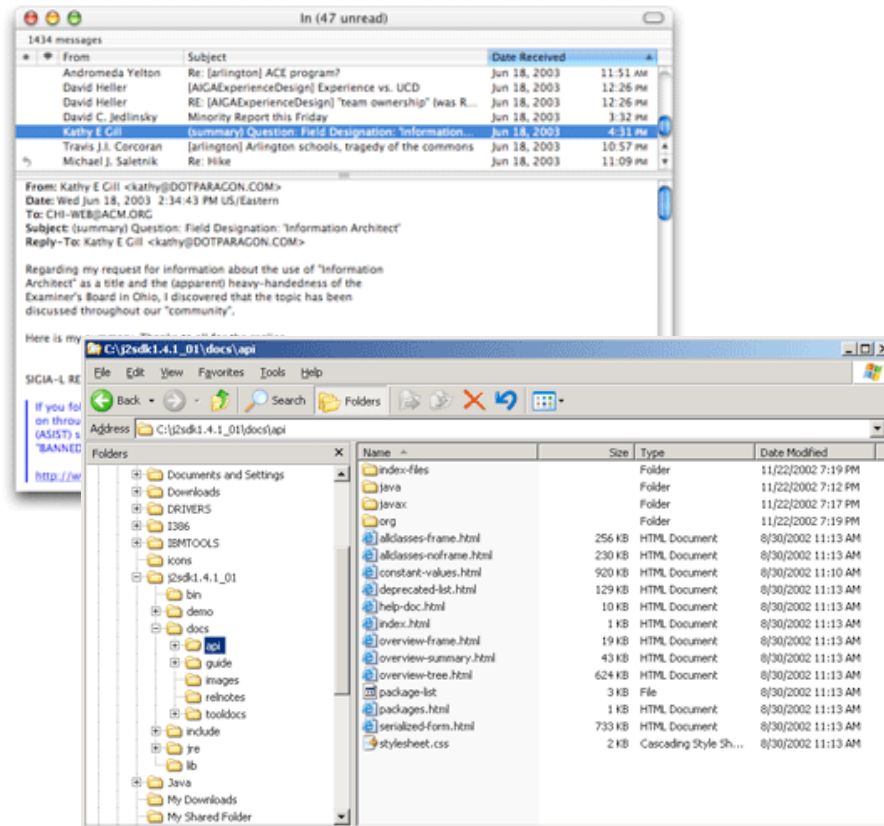 In (47 unread)
1434 messages
From Subject Date Received
Andromeda Yelton Re: [arlington] ACE program? Jun 18, 2003 11:51 AM
David Heller [AIGAExperienceDesign] Experience vs. UCD Jun 18, 2003 12:26 PM
David Heller RE: [AIGAExperienceDesign] "team ownership" (was R... Jun 18, 2003 12:26 PM
David C. Jedlinsky Minority Report this Friday Jun 18, 2003 3:32 PM
Kathy E Gill (summary) Question: Field Designation: 'Information... Jun 18, 2003 4:31 PM
Travis J.I. Corcoran [arlington] Arlington schools, tragedy of the commons Jun 18, 2003 10:57 PM
Michael J. Saletnik Re: Hike Jun 18, 2003 11:09 PM
From: Kathy E Gill <kathy@DOTPARAGON.COM>
Date: Wed Jun 18, 2003 2:34:43 PM US/Eastern
To: CHI-WEB@ACM.ORG
Subject: (summary) Question: Field Designation: 'Information Architect'
Reply-To: Kathy E Gill <kathy@DOTPARAGON.COM>
Regarding my request for information about the use of "Information
Architect" as a title and the (apparent) heavy-handedness of the
Examiner's Board in Ohio, I discovered that the topic has been
discussed throughout our "community".
Here is my
SIGIA-L RE
If you fol
on throu
(ASIST) s
"BANNED
http://w
C:\j2sdk1.4.1_01\docs\api
File Edit View Favorites Tools Help
Back Search Folders
Address C:\j2sdk1.4.1_01\docs\api
Folders
Documents and Settings
Downloads
DRIVERS
I386
IBMTOOLS
icons
j2sdk1.4.1_01
bin
demo
docs
api
guide
images
relnotes
tooldocs
include
jre
lib
Java
My Downloads
My Shared Folder
Name Size Type Date Modified
index-files Folder 11/22/2002 7:19 PM
java Folder 11/22/2002 7:12 PM
javax Folder 11/22/2002 7:17 PM
org Folder 11/22/2002 7:19 PM
allclasses-frame.html 256 KB HTML Document 8/30/2002 11:13 AM
allclasses-noframe.html 230 KB HTML Document 8/30/2002 11:13 AM
constant-values.html 920 KB HTML Document 8/30/2002 11:10 AM
deprecated-list.html 129 KB HTML Document 8/30/2002 11:13 AM
help-doc.html 10 KB HTML Document 8/30/2002 11:13 AM
index.html 1 KB HTML Document 8/30/2002 11:13 AM
overview-frame.html 19 KB HTML Document 8/30/2002 11:13 AM
overview-summary.html 43 KB HTML Document 8/30/2002 11:13 AM
overview-tree.html 624 KB HTML Document 8/30/2002 11:13 AM
package-list 3 KB File 8/30/2002 11:13 AM
packages.html 1 KB HTML Document 8/30/2002 11:13 AM
serialized-form.html 733 KB HTML Document 8/30/2002 11:13 AM
stylesheet.css 2 KB Cascading Style Sh... 8/30/2002 11:13 AM